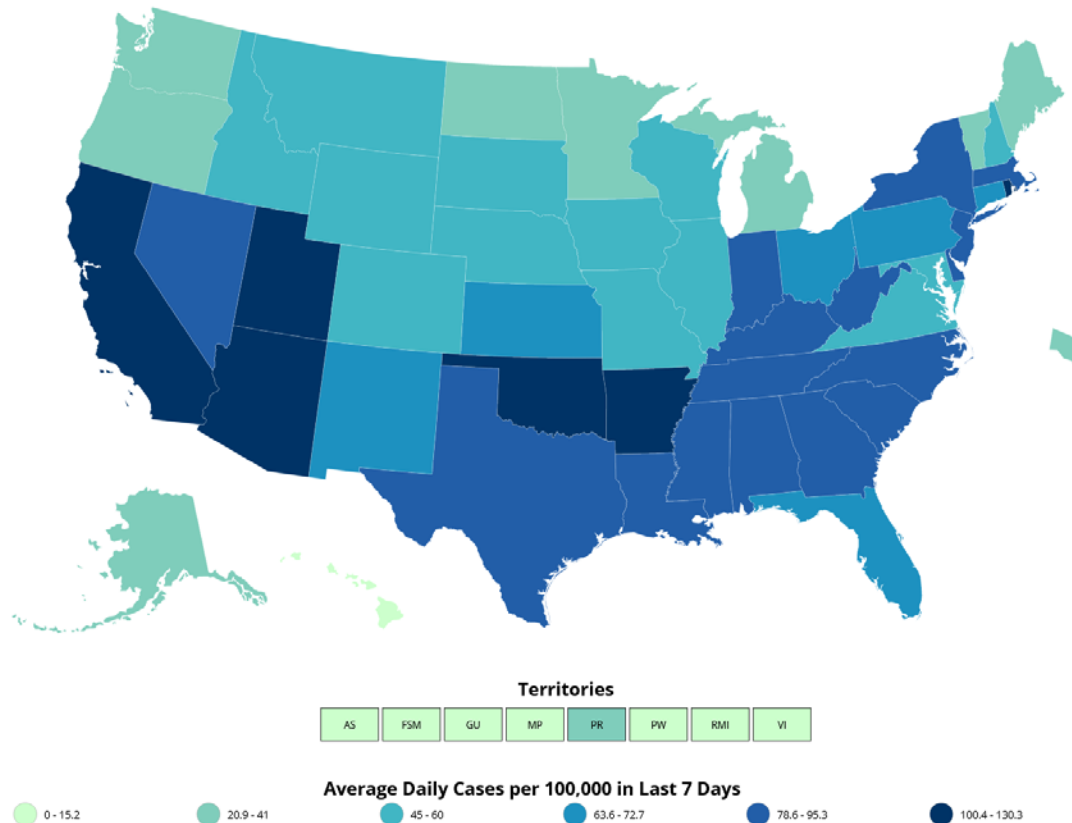 Territories
AS FSM GU MP PR PW RMI VI
Average Daily Cases per 100,000 in Last 7 Days
0 - 15.2 20.9 - 41 45 - 60 63.6 - 72.7 78.6 - 95.3 100.4 - 130.3